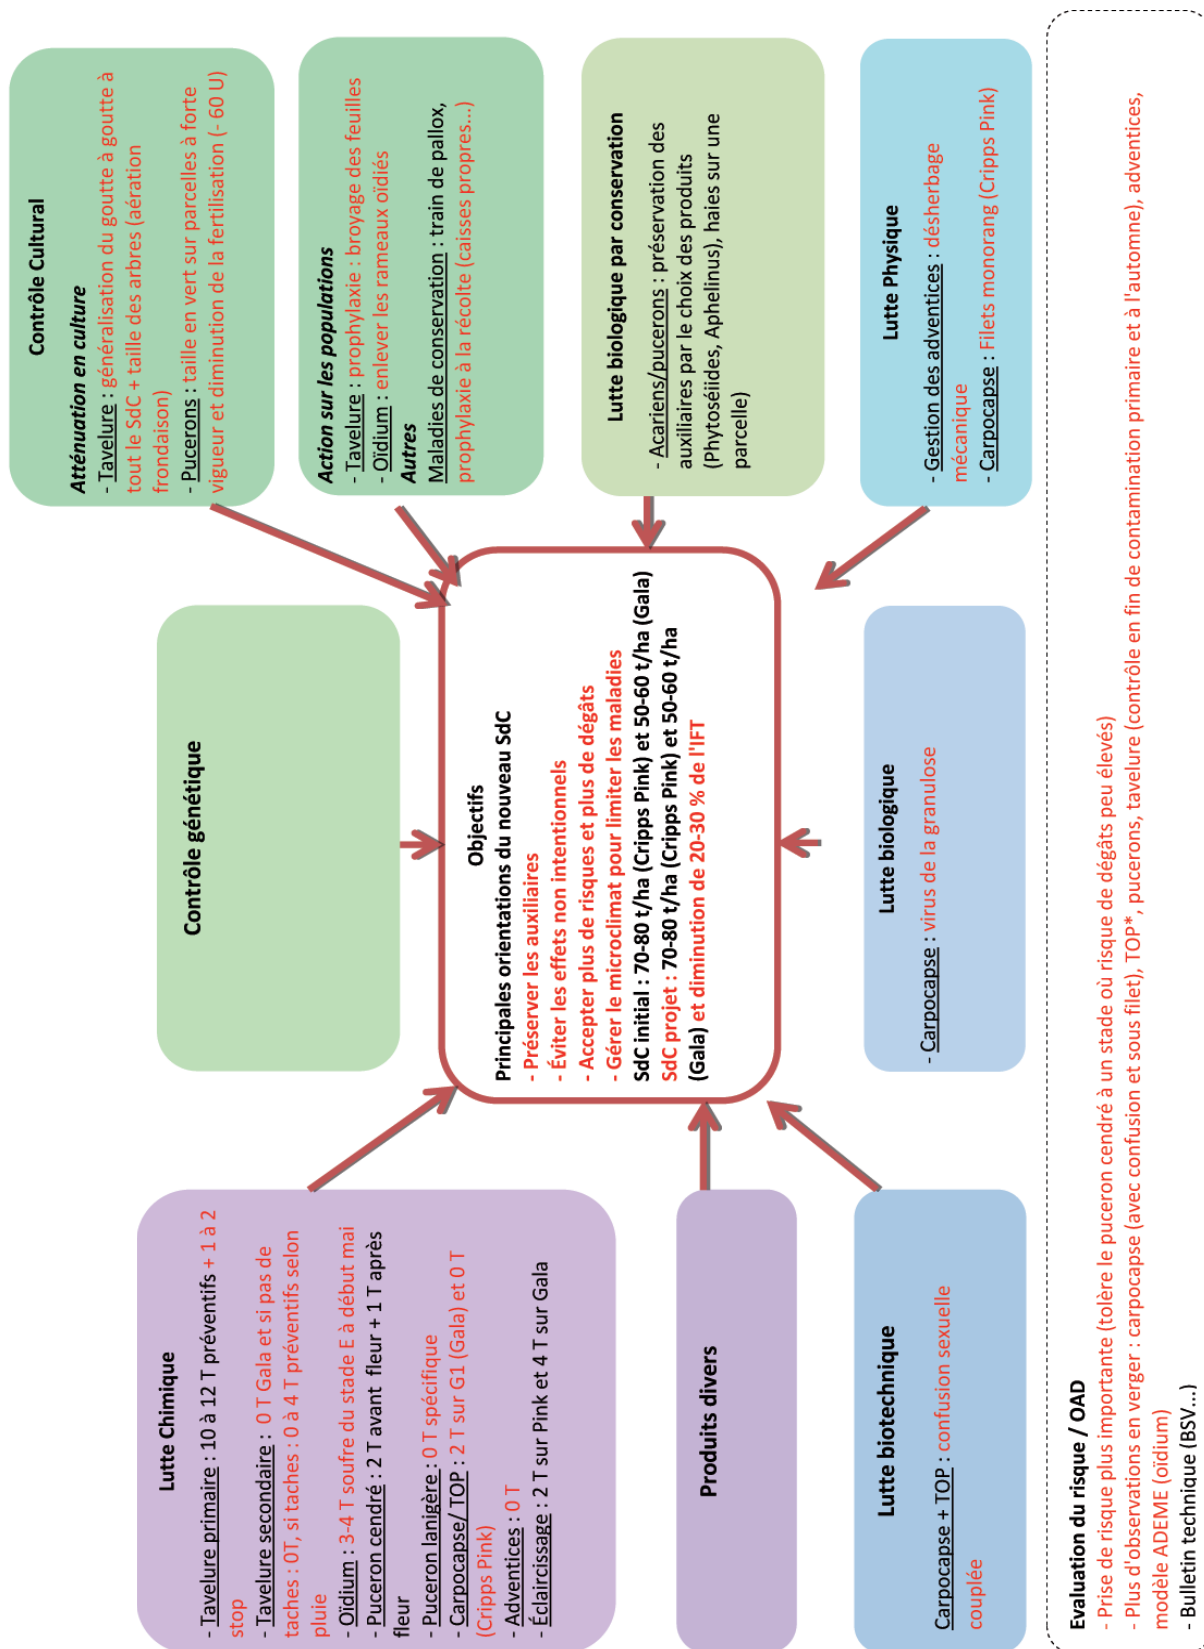 Lutte Chimique
- Tavelure primaire : 10 à 12 T préventifs + 1 à 2
stop
- Tavelure secondaire : 0 T Gala et si pas de
taches : 0T, si taches : 0 à 4 T préventifs selon
pluie
- Oïdium : 3-4 T soufre du stade E à début mai
- Puceron cendré : 2 T avant fleur + 1 T après
fleur
- Puceron lanigère : 0 T spécifique
- Carpocapse/ TOP : 2 T sur G1 (Gala) et 0 T
(Cripps Pink)
- Adventices : 0 T
- Éclaircissage : 2 T sur Pink et 4 T sur Gala
Contrôle génétique
Contrôle Cultural
Atténuation en culture
- Tavelure : généralisation du goutte à goutte à
tout le SdC + taille des arbres (aération
frondaison)
- Pucerons : taille en vert sur parcelles à forte
vigueur et diminution de la fertilisation (- 60 U)
Action sur les populations
- Tavelure : prophylaxie : broyage des feuilles
- Oïdium : enlever les rameaux oïdiés
Autres
Maladies de conservation : train de pallox,
prophylaxie à la récolte (caisses propres...)
Objectifs
Principales orientations du nouveau SdC
- Préserver les auxiliaires
- Éviter les effets non intentionnels
- Accepter plus de risques et plus de dégâts
- Gérer le microclimat pour limiter les maladies
SdC initial : 70-80 t/ha (Cripps Pink) et 50-60 t/ha (Gala)
SdC projet : 70-80 t/ha (Cripps Pink) et 50-60 t/ha
(Gala) et diminution de 20-30 % de l'IFT
Lutte biologique par conservation
- Acariens/pucerons : préservation des
auxiliaires par le choix des produits
(Phytoséides, Aphelinus), haies sur une
parcelle)
Produits divers
Lutte biotechnique
Carpocapse + TOP : confusion sexuelle
couplée
Lutte biologique
- Carpocapse : virus de la granulose
Lutte Physique
- Gestion des adventices : désherbage
mécanique
- Carpocapse : Filets monorang (Cripps Pink)
Evaluation du risque / OAD
- Prise de risque plus importante (tolère le puceron cendré à un stade où risque de dégâts peu élevés)
- Plus d'observations en verger : carpocapse (avec confusion et sous filet), TOP*, pucerons, tavelure (contrôle en fin de contamination primaire et à l'automne), adventices,
modèle ADEME (oïdium)
- Bulletin technique (BSV...)